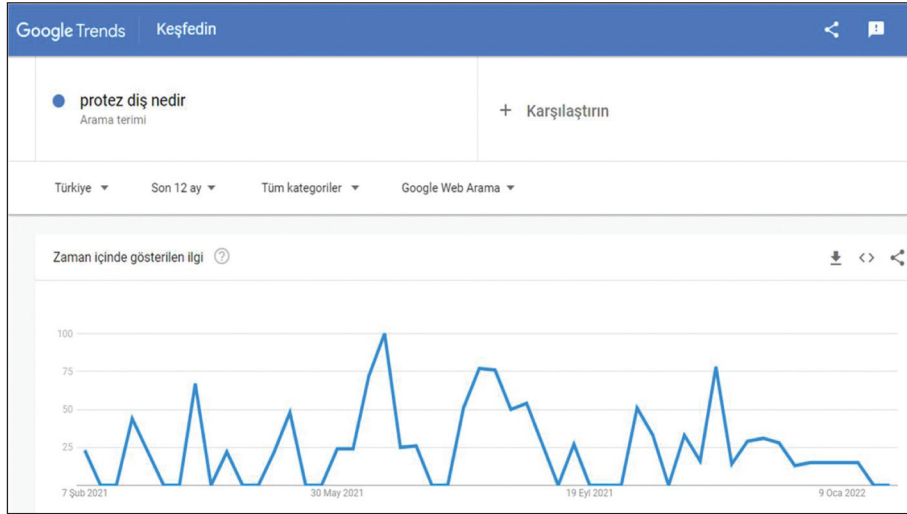 Google Trends Keşfedin
protez diş nedir
Arama terimi
+ Karşılaştırın
Türkiye Son 12 ay Tüm kategoriler Google Web Arama
Zaman içinde gösterilen ilgi
100
75
50
25
7 Şub 2021 30 May 2021 19 Eyl 2021 9 Oca 2022